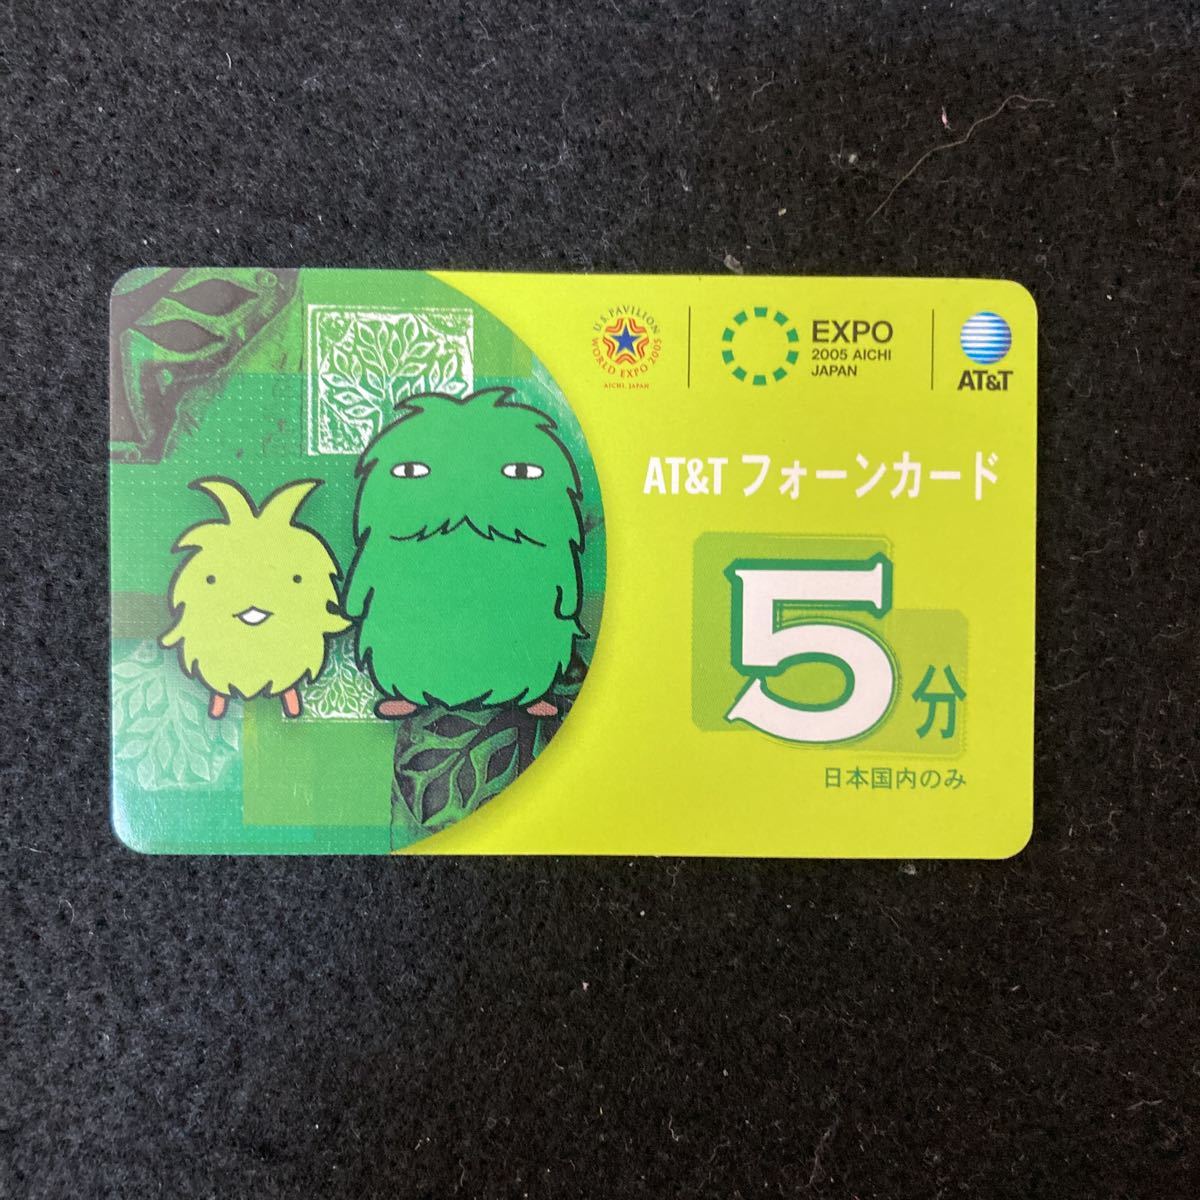 U.S. PAVILION
WORLD EXPO 2005
AICHI, JAPAN
EXPO
2005 AICHI
JAPAN
AT&T
AT&T フォーンカード
5分
日本国内のみ